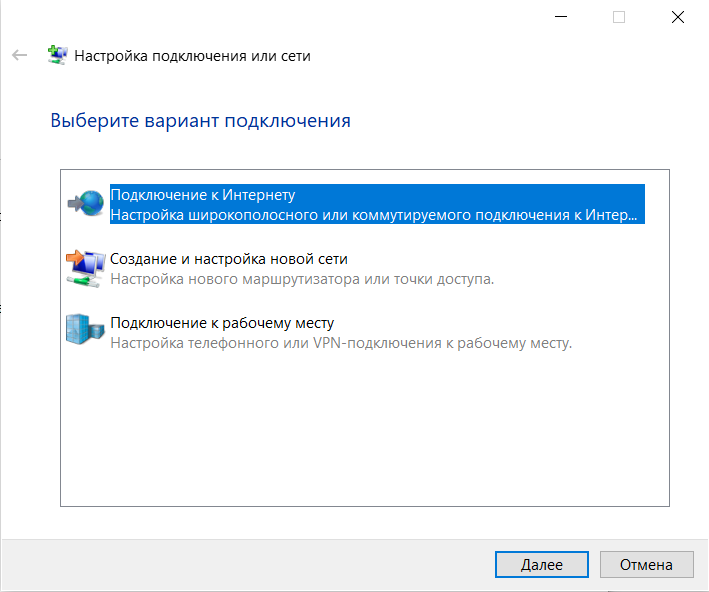 Настройка подключения или сети
Выберите вариант подключения
Подключение к Интернету
Настройка широкополосного или коммутируемого подключения к Интер...
Создание и настройка новой сети
Настройка нового маршрутизатора или точки доступа.
Подключение к рабочему месту
Настройка телефонного или VPN-подключения к рабочему месту.
Далее
Отмена